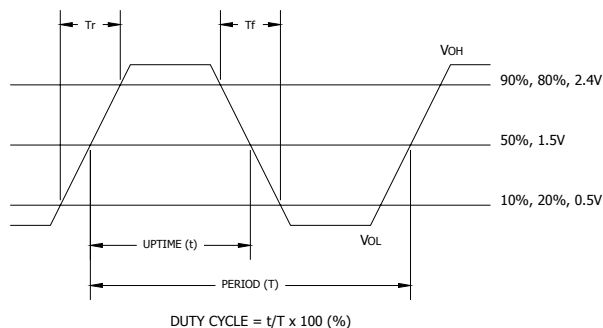 Tr
Tf
VOH
90%, 80%, 2.4V
50%, 1.5V
10%, 20%, 0.5V
UPTIME (t)
VOL
PERIOD (T)
DUTY CYCLE = t/T x 100 (%)